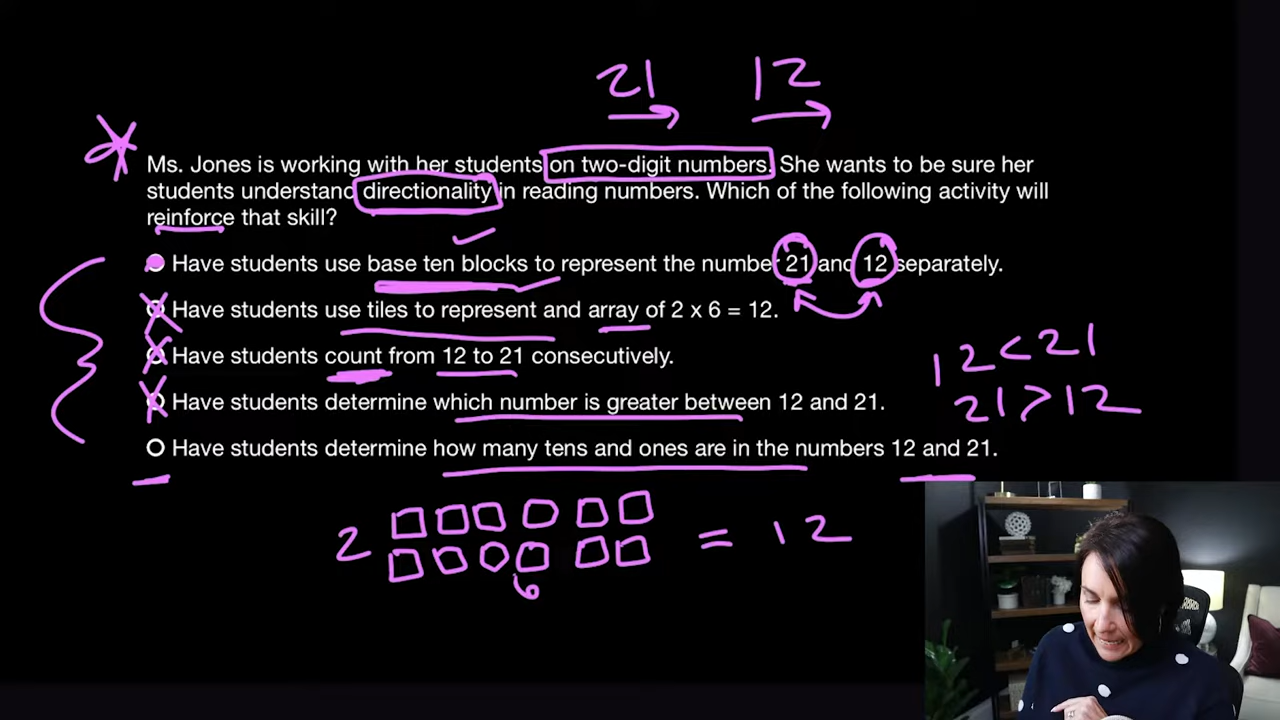 21 12
Ms. Jones is working with her students on two-digit numbers. She wants to be sure her
students understand directionality in reading numbers. Which of the following activity will
reinforce that skill?
Have students use base ten blocks to represent the number 21 and 12 separately.
Have students use tiles to represent and array of 2 x 6 = 12.
Have students count from 12 to 21 consecutively.
12 < 21
Have students determine which number is greater between 12 and 21.
21 > 12
Have students determine how many tens and ones are in the numbers 12 and 21.
2 = 12
6